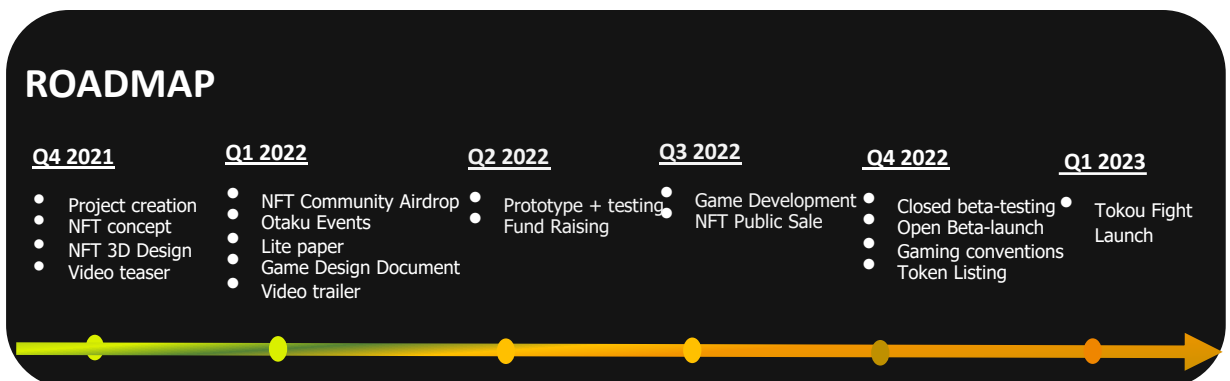 ROADMAP
Q4 2021
Project creation
NFT concept
NFT 3D Design
Video teaser
Q1 2022
NFT Community Airdrop
Otaku Events
Lite paper
Game Design Document
Video trailer
Q2 2022
Prototype + testing
Fund Raising
Q3 2022
Game Development
NFT Public Sale
Q4 2022
Closed beta-testing
Open Beta-launch
Gaming conventions
Token Listing
Q1 2023
Tokou Fight
Launch